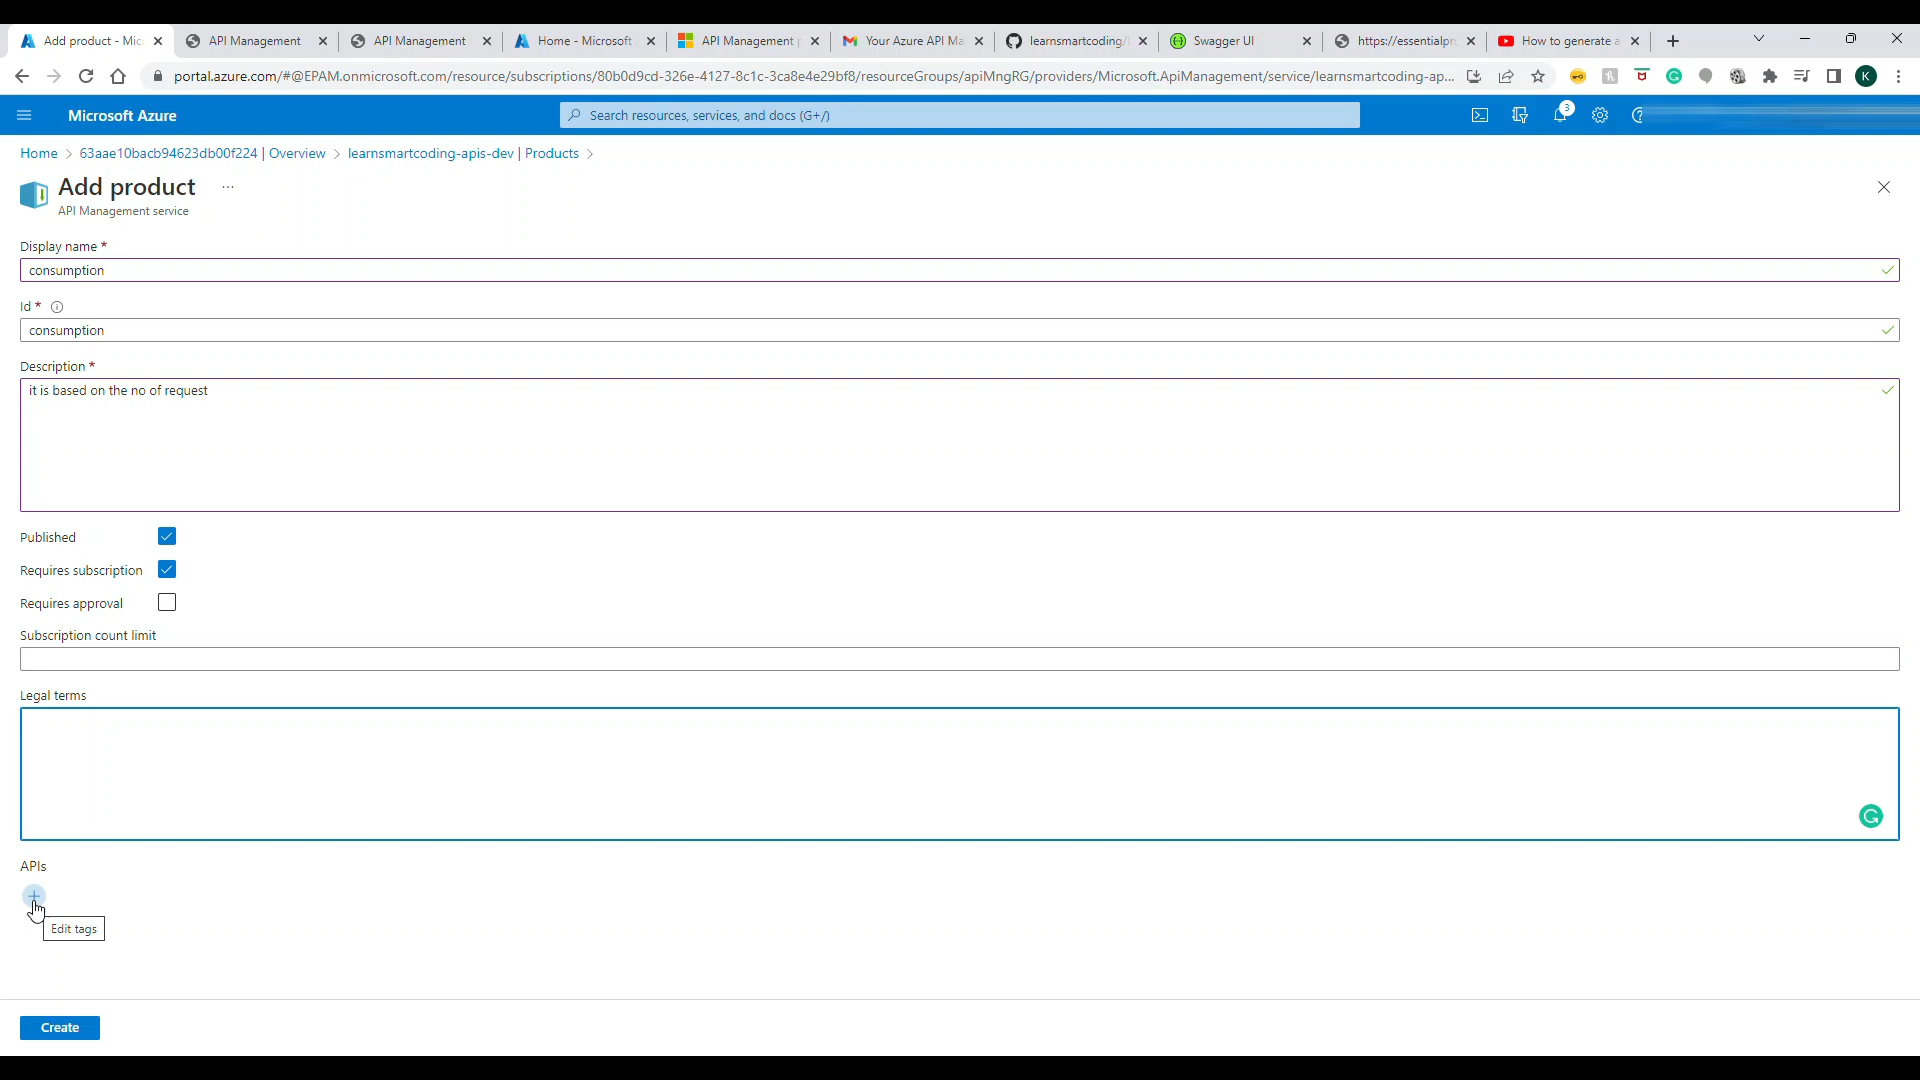 Add product - Mic
API Management
API Management
Home - Microsoft
API Management p
Your Azure API Ma
learnsmartcoding/
Swagger UI
https://essentialpro
How to generate a
portal.azure.com/#@EPAM.onmicrosoft.com/resource/subscriptions/80b0d9cd-326e-4127-8c1c-3ca8e4e29bf8/resourceGroups/apiMngRG/providers/Microsoft.ApiManagement/service/learnsmartcoding-ap...
K
Microsoft Azure
Search resources, services, and docs (G+/)
3
Home > 63aae10bacb94623db00f224 | Overview > learnsmartcoding-apis-dev | Products >
Add product ...
API Management service
Display name *
consumption
Id *
consumption
Description *
it is based on the no of request
Published
Requires subscription
Requires approval
Subscription count limit
Legal terms
APIs
Edit tags
Create